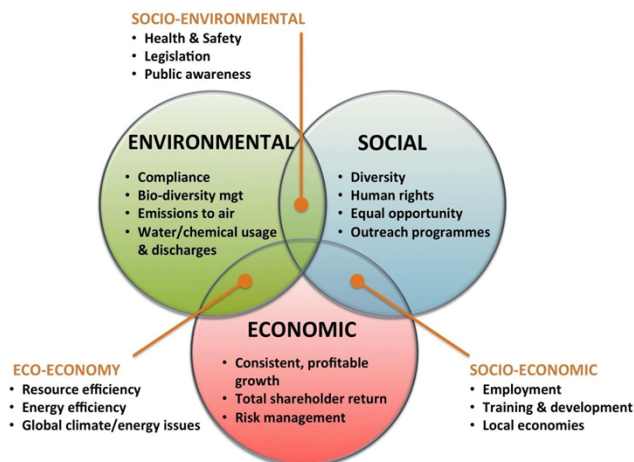 SOCIO-ENVIRONMENTAL
• Health & Safety
• Legislation
• Public awareness
ENVIRONMENTAL
• Compliance
• Bio-diversity mgt
• Emissions to air
• Water/chemical usage
& discharges
SOCIAL
• Diversity
• Human rights
• Equal opportunity
• Outreach programmes
ECONOMIC
• Consistent, profitable
growth
• Total shareholder return
• Risk management
ECO-ECONOMY
• Resource efficiency
• Energy efficiency
• Global climate/energy issues
SOCIO-ECONOMIC
• Employment
• Training & development
• Local economies